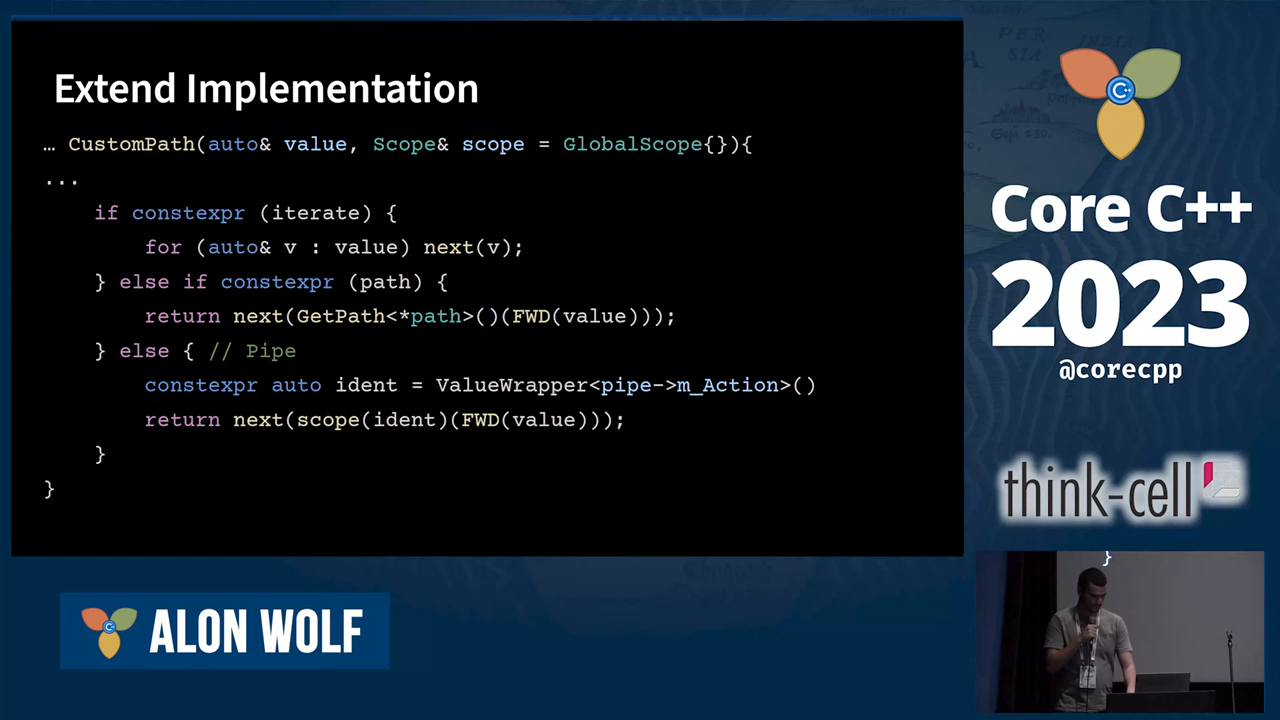 Extend Implementation
… CustomPath(auto& value, Scope& scope = GlobalScope{}){
...
    if constexpr (iterate) {
        for (auto& v : value) next(v);
    } else if constexpr (path) {
        return next(GetPath<*path>()(FWD(value)));
    } else { // Pipe
        constexpr auto ident = ValueWrapper<pipe->m_Action>()
        return next(scope(ident)(FWD(value)));
    }
}
PERSIA
INDIA
C++
Core C++
2023
@corecpp
think-cell
}
C++
ALON WOLF